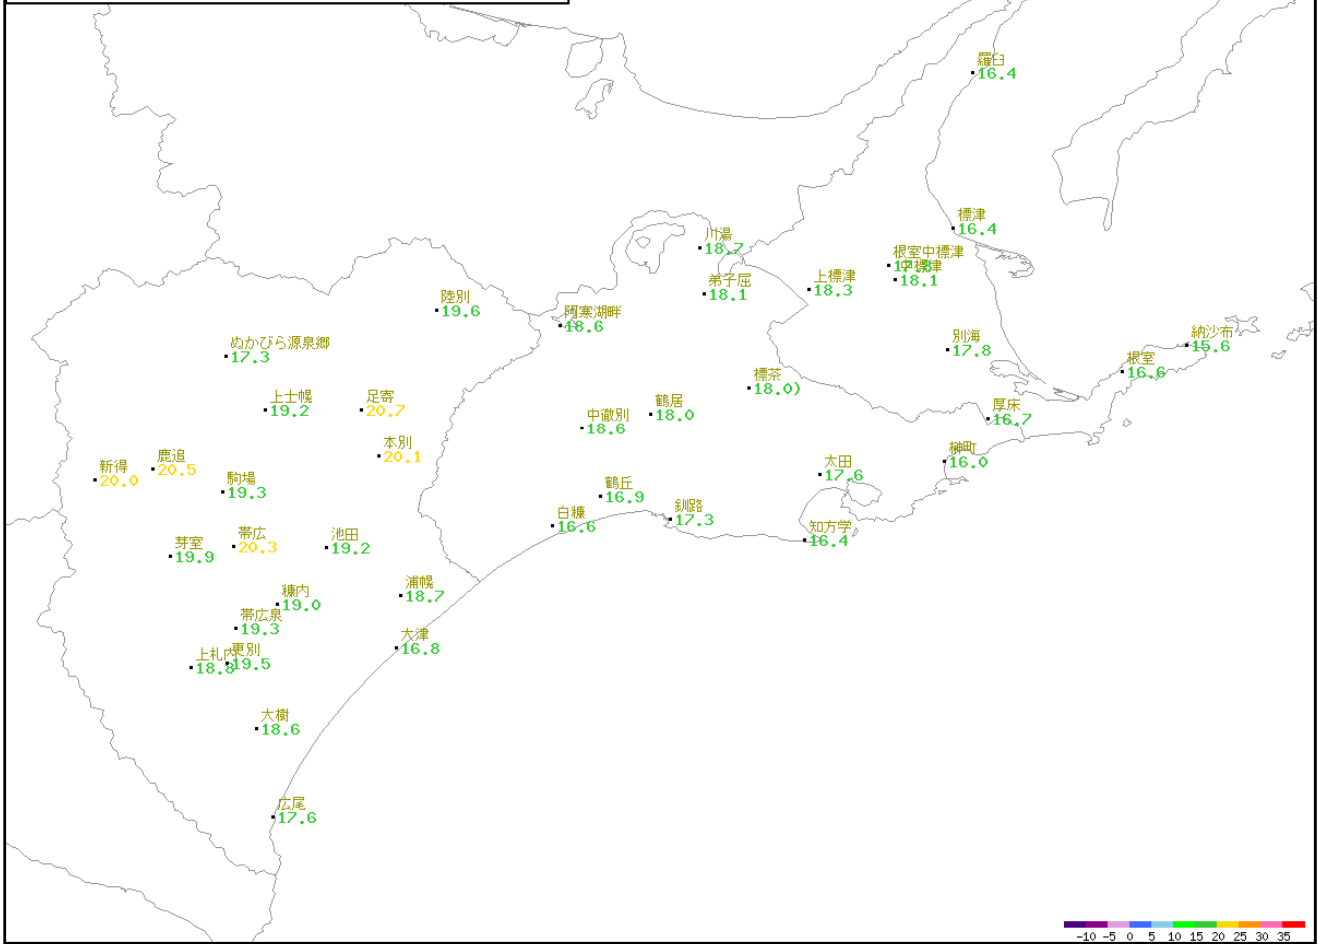 羅臼
16.4
標津
16.4
川湯
18.7
根室中標津
中標津
18.1
弟子屈
18.1
上標津
18.3
陸別
19.6
阿寒湖畔
18.6
納沙布
15.6
ぬかびら源泉郷
17.3
別海
17.8
根室
16.6
標茶
18.0)
上士幌
19.2
足寄
20.7
鶴居
18.0
厚床
16.7
中徹別
18.6
本別
20.1
榊町
16.0
鹿追
20.5
太田
17.6
新得
20.0
駒場
19.3
鶴丘
16.9
釧路
17.3
白糠
16.6
知方学
16.4
帯広
20.3
池田
19.2
芽室
19.9
浦幌
18.7
糠内
19.0
帯広泉
19.3
大津
16.8
更別
19.5
上札内
18.8
大樹
18.6
広尾
17.6
-10 -5 0 5 10 15 20 25 30 35